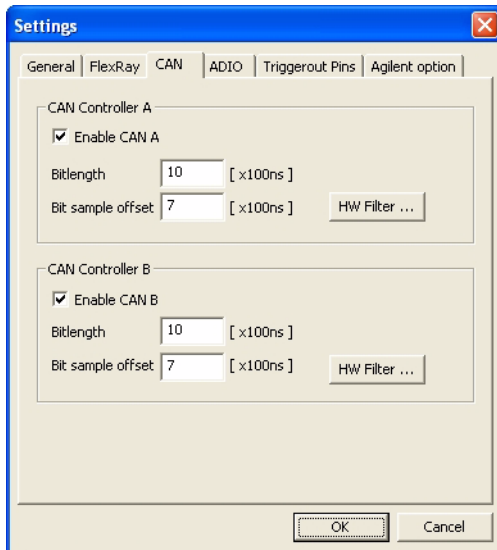 Settings
General FlexRay CAN ADIO Triggerout Pins Agilent option
CAN Controller A
Enable CAN A
Bitlength 10 [ x100ns ]
Bit sample offset 7 [ x100ns ] HW Filter ...
CAN Controller B
Enable CAN B
Bitlength 10 [ x100ns ]
Bit sample offset 7 [ x100ns ] HW Filter ...
OK Cancel